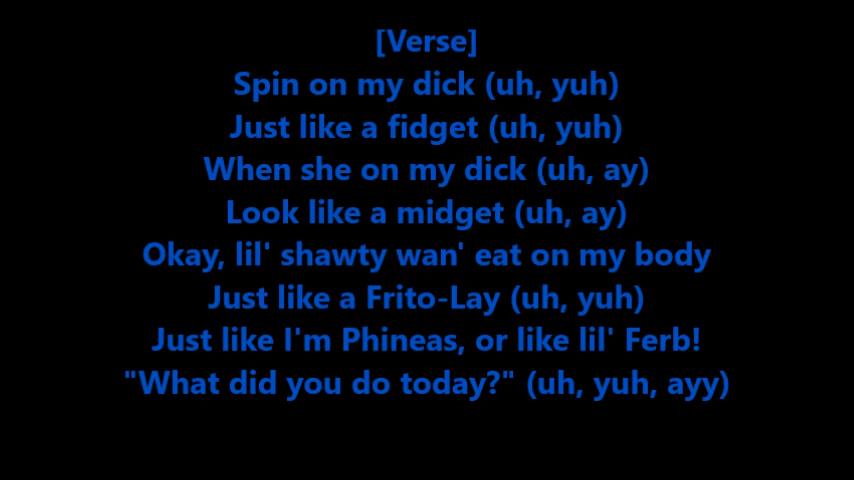 [Verse]
Spin on my dick (uh, yuh)
Just like a fidget (uh, yuh)
When she on my dick (uh, ay)
Look like a midget (uh, ay)
Okay, lil' shawty wan' eat on my body
Just like a Frito-Lay (uh, yuh)
Just like I'm Phineas, or like lil' Ferb!
"What did you do today?" (uh, yuh, ayy)